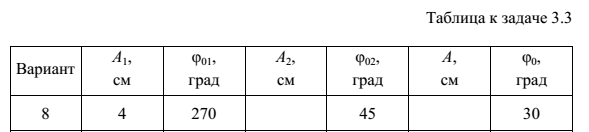 Таблица к задаче 3.3
Вариант A₁, см φ₀₁, град A₂, см φ₀₂, град A, см φ₀, град
8 4 270 45 30